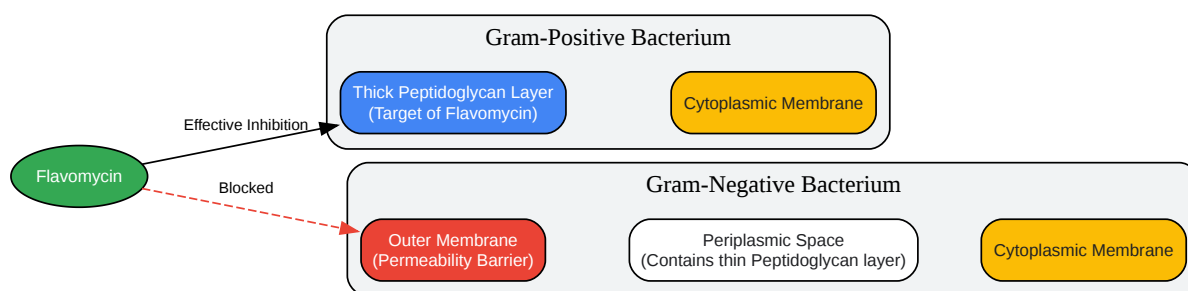 Gram-Positive Bacterium
Thick Peptidoglycan Layer
(Target of Flavomycin)
Cytoplasmic Membrane
Effective Inhibition
Flavomycin
Blocked
Gram-Negative Bacterium
Outer Membrane
(Permeability Barrier)
Periplasmic Space
(Contains thin Peptidoglycan layer)
Cytoplasmic Membrane